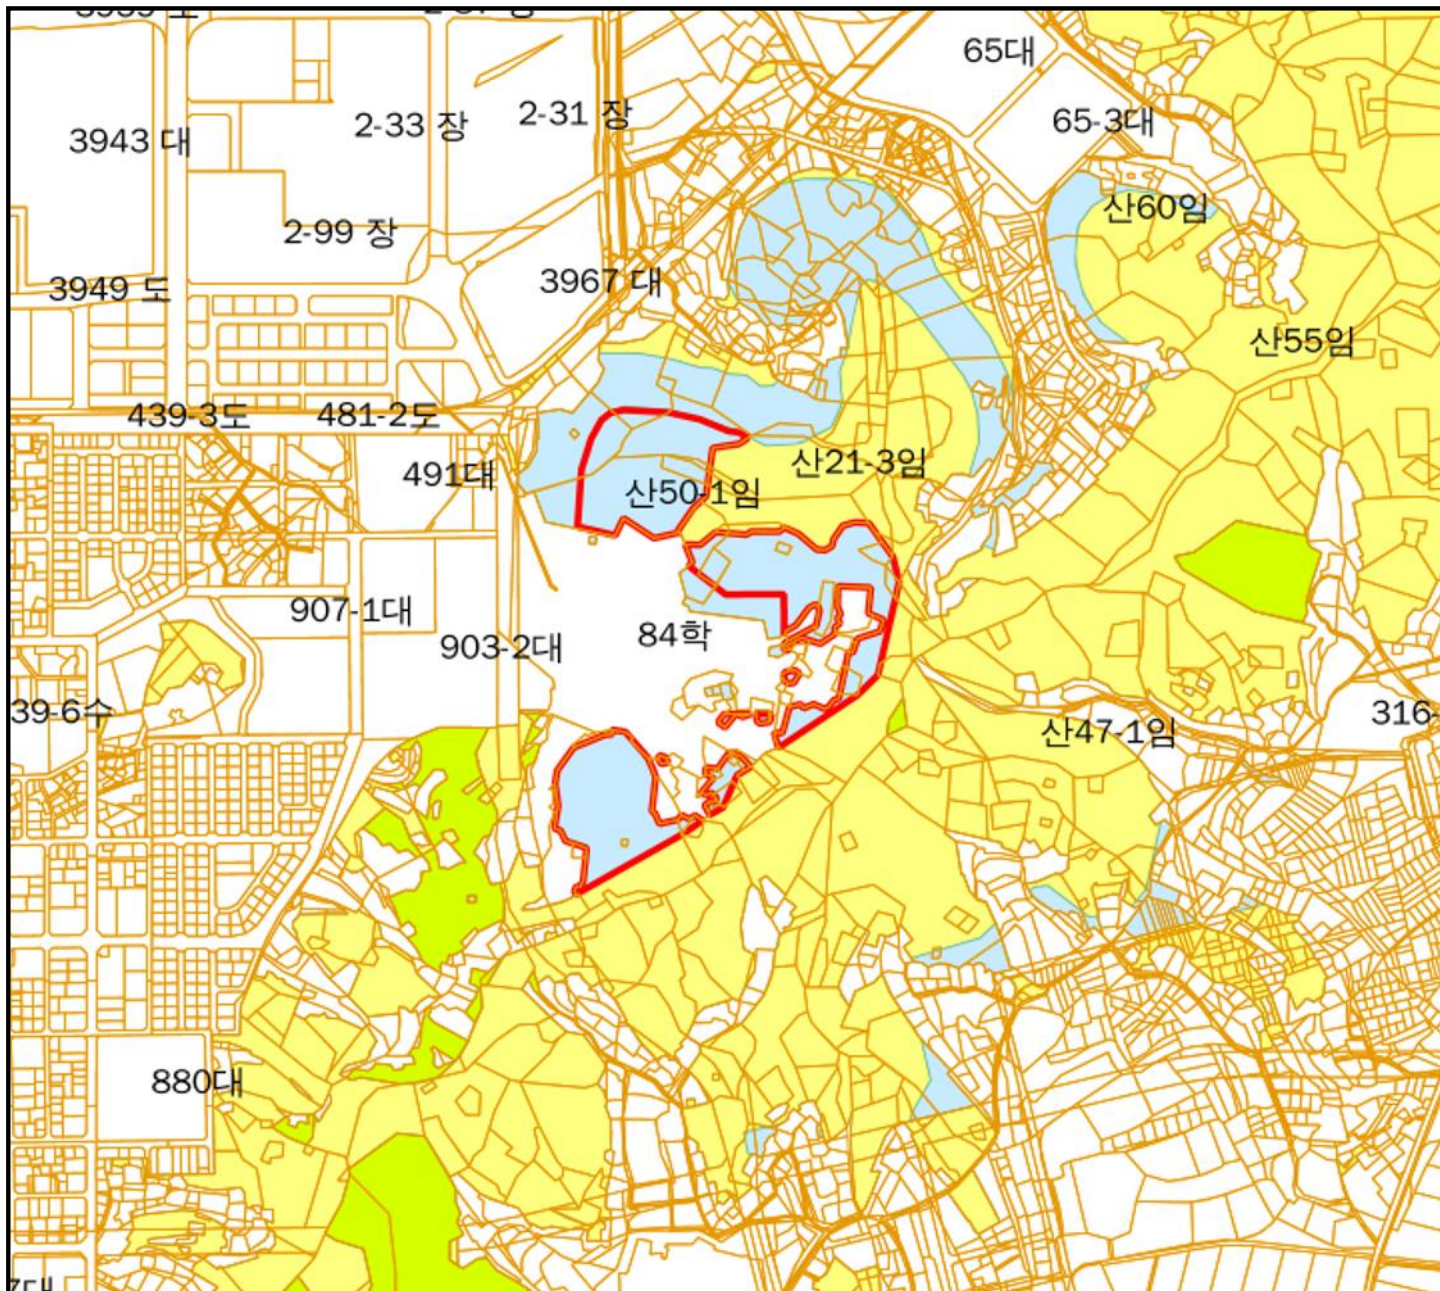 65대
65-3대
2-31 장
2-33 장
3943 대
산60임
2-99 장
3967 대
3949 도
산55임
439-3도
481-2도
491대
산21-3임
산50-1임
907-1대
84학
903-2대
39-6수
316-
산47-1임
880대